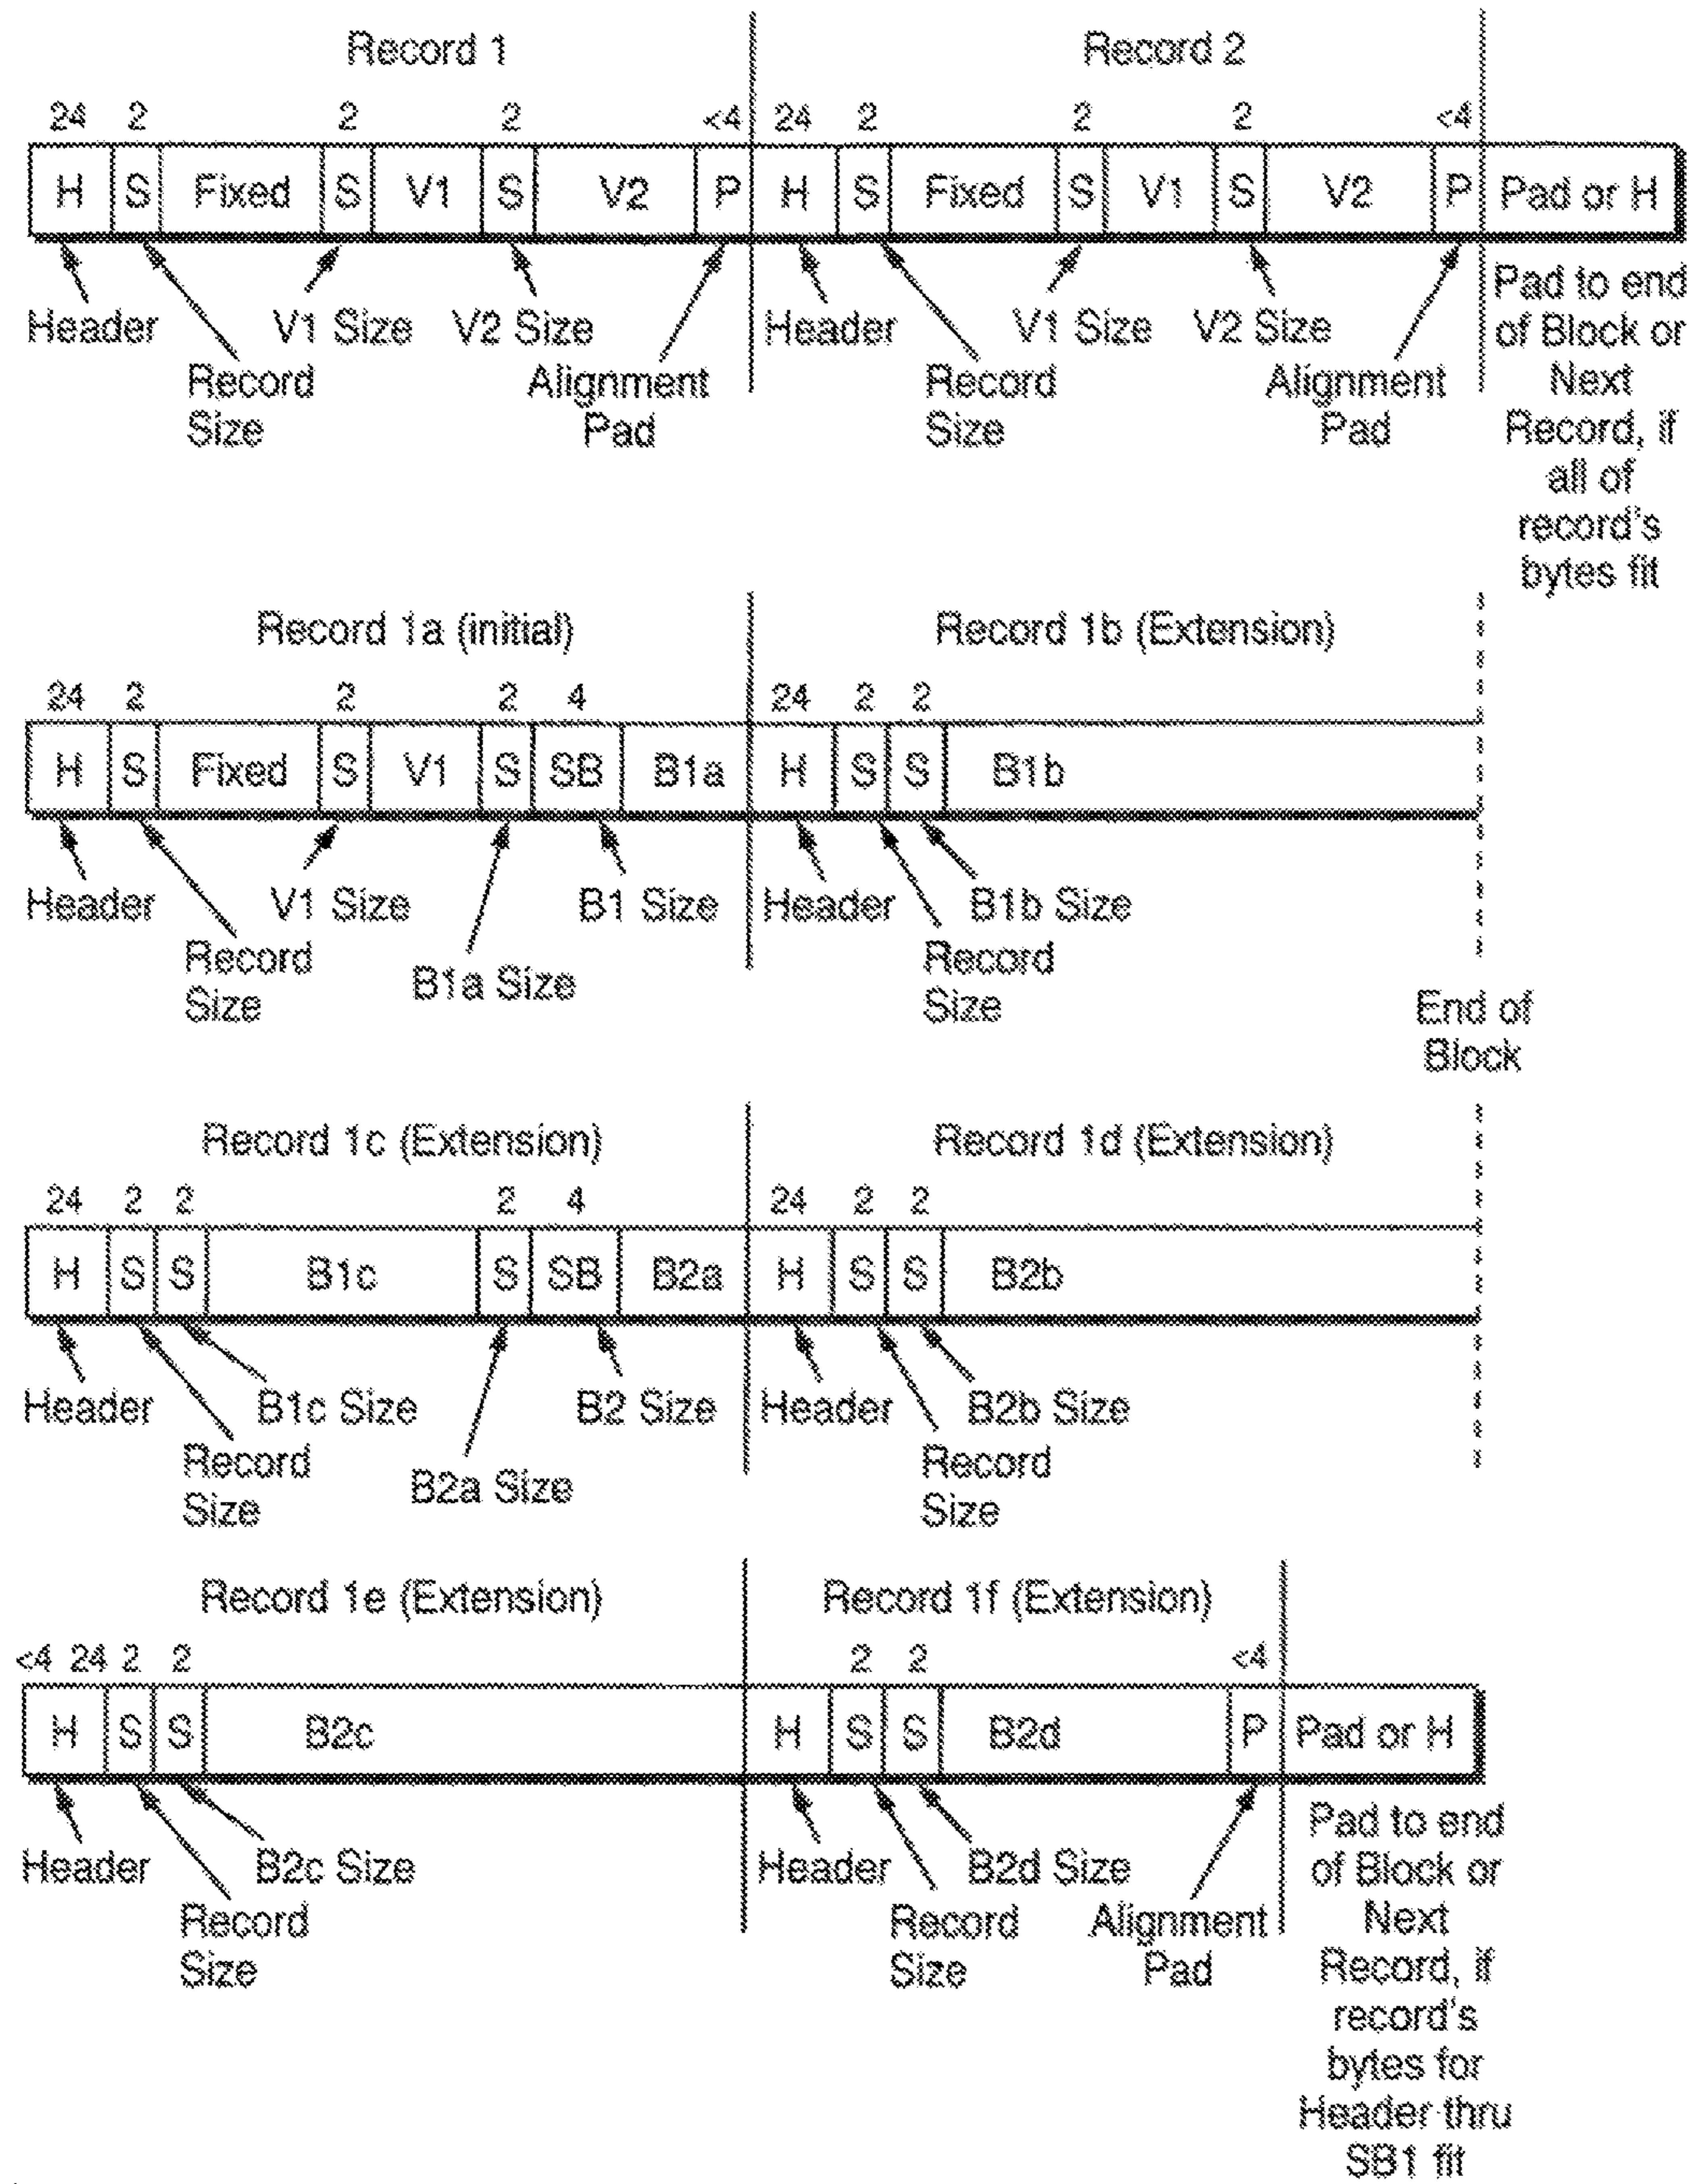 Record 1 Record 2
24 2 2 2 <4 24 2 2 2 <4
H S Fixed S V1 S V2 P H S Fixed S V1 S V2 P Pad or H
Header V1 Size V2 Size Header V1 Size V2 Size Pad to end
of Block or
Record Alignment Record Alignment Next
Size Pad Size Pad Record, if
all of
record's
bytes fit
Record 1a (initial) Record 1b (Extension)
24 2 2 2 4 24 2 2
H S Fixed S V1 S SB B1a H S S B1b
Header V1 Size B1 Size Header B1b Size
Record B1a Size Record
Size Size
End of
Block
Record 1c (Extension) Record 1d (Extension)
24 2 2 2 4 24 2 2
H S S B1c S SB B2a H S S B2b
Header B1c Size B2 Size Header B2b Size
Record B2a Size Record
Size Size
Record 1e (Extension) Record 1f (Extension)
<4 24 2 2 2 2 <4
H S S B2c H S S B2d P Pad or H
Pad to end
Header B2c Size Header B2d Size of Block or
Record Record Alignment Next
Size Size Pad Record, if
record's
bytes for
Header thru
SB1 fit